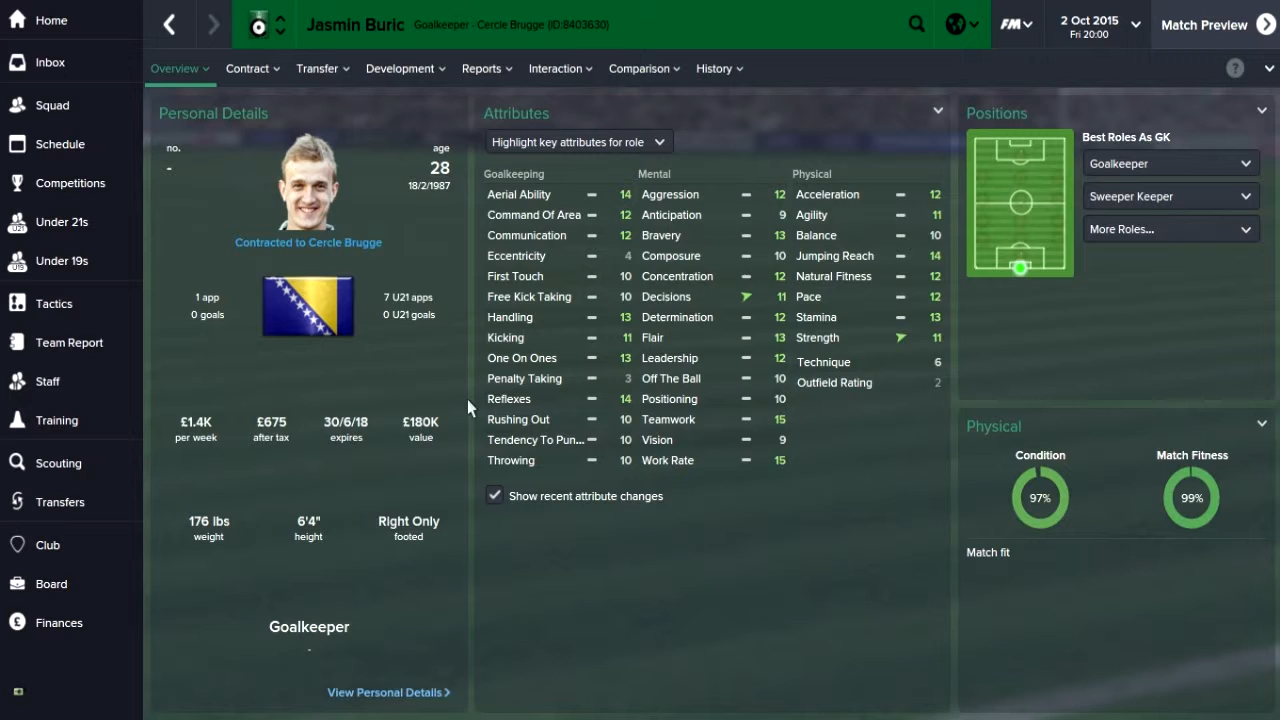 Home
Inbox
Squad
Schedule
Competitions
U21
Under 21s
U19
Under 19s
Tactics
Team Report
Staff
Training
Scouting
Transfers
Club
Board
£
Finances
Jasmin Buric
Goalkeeper - Cercle Brugge (ID:8403630)
FM
2 Oct 2015
Fri 20:00
Match Preview
Overview
Contract
Transfer
Development
Reports
Interaction
Comparison
History
?
Personal Details
no.
-
age
28
18/2/1987
Contracted to Cercle Brugge
1 app
0 goals
7 U21 apps
0 U21 goals
£1.4K
per week
£675
after tax
30/6/18
expires
£180K
value
176 lbs
weight
6'4"
height
Right Only
footed
Goalkeeper
-
View Personal Details
Attributes
Highlight key attributes for role
Goalkeeping
Aerial Ability 14
Command Of Area 12
Communication 12
Eccentricity 4
First Touch 10
Free Kick Taking 10
Handling 13
Kicking 11
One On Ones 13
Penalty Taking 3
Reflexes 14
Rushing Out 10
Tendency To Pun... 10
Throwing 10
Mental
Aggression 12
Anticipation 9
Bravery 13
Composure 10
Concentration 12
Decisions 11
Determination 12
Flair 13
Leadership 12
Off The Ball 10
Positioning 10
Teamwork 15
Vision 9
Work Rate 15
Physical
Acceleration 12
Agility 11
Balance 10
Jumping Reach 14
Natural Fitness 12
Pace 12
Stamina 13
Strength 11
Technique 6
Outfield Rating 2
Show recent attribute changes
Positions
Best Roles As GK
Goalkeeper
Sweeper Keeper
More Roles...
Physical
Condition
97%
Match Fitness
99%
Match fit